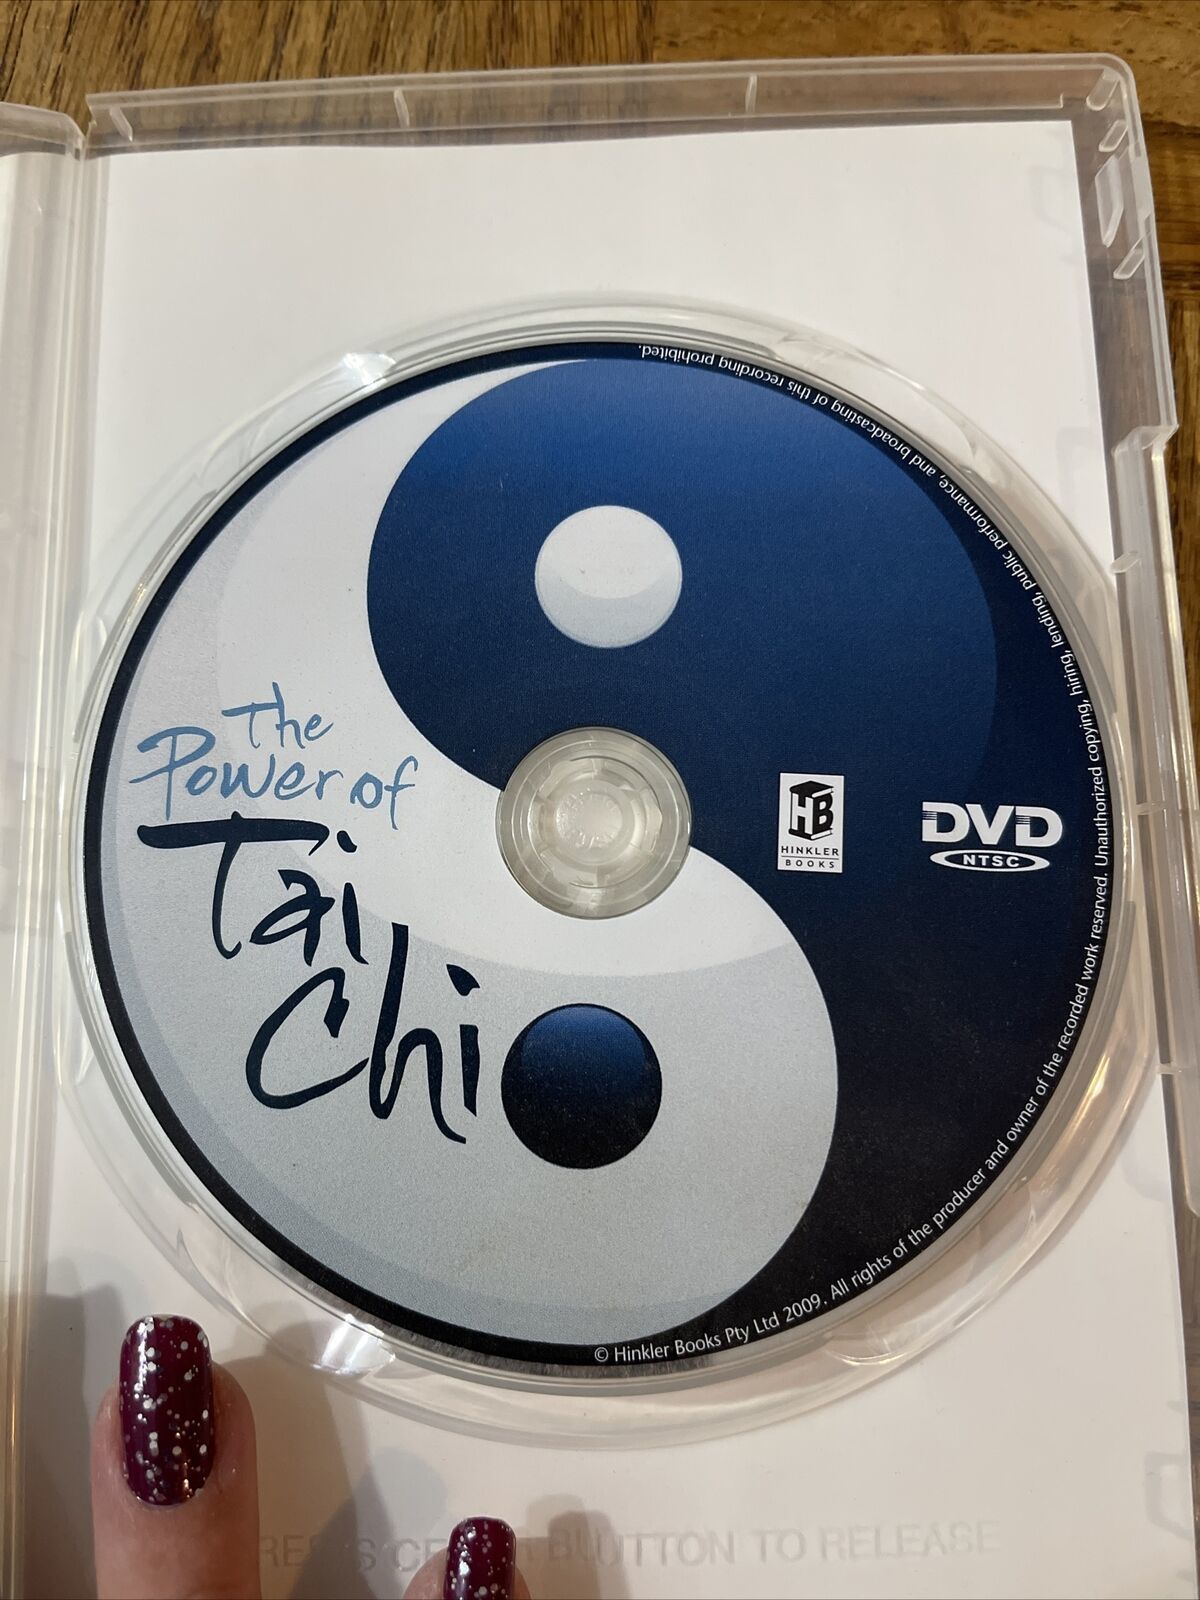 The
Power of
Tai
Chi
HB
HINKLER
BOOKS
DVD
NTSC
© Hinkler Books Pty Ltd 2009. All rights of the producer and owner of the recorded work reserved. Unauthorized copying, hiring, lending, public performance, and broadcasting of this recording prohibited.
BUTTON TO RELEASE